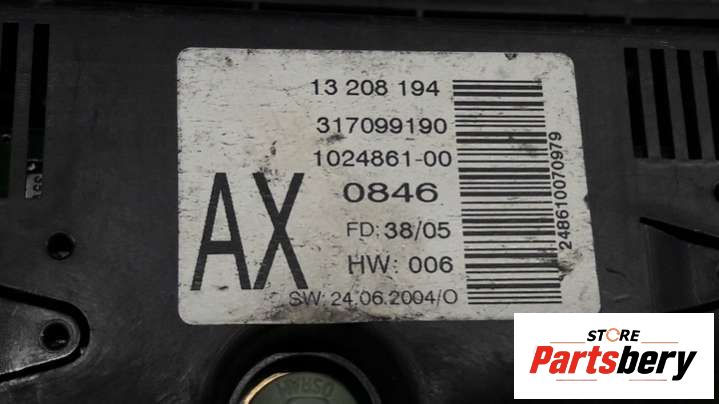 13 208 194
317099190
1024861-00
0846
AX
FD: 38/05
HW: 006
SW: 24.06.2004/O
248610070979
OSRAM
STORE
Partsbery